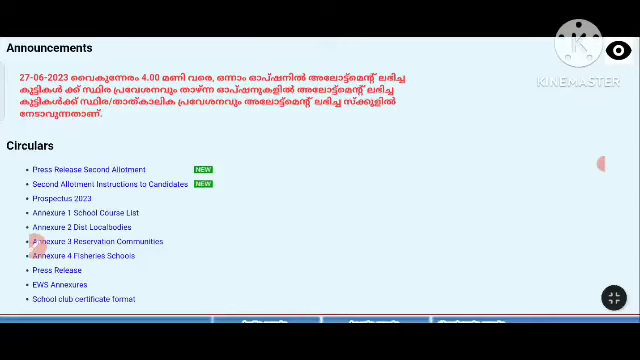 Announcements
27-06-2023 വൈകുന്നേരം 4.00 മണി വരെ, ഒന്നാം ഓപ്ഷനിൽ അലോട്ട്മെന്റ് ലഭിച്ച
കുട്ടികൾ ക്ക് സ്ഥിര പ്രവേശനവും താഴ്ന്ന ഓപ്ഷനുകളിൽ അലോട്ട്മെന്റ് ലഭിച്ച
കുട്ടികൾക്ക് സ്ഥിര/താത്കാലിക പ്രവേശനവും അലോട്ട്മെന്റ് ലഭിച്ച സ്ക്കൂളിൽ
നേടാവുന്നതാണ്.
Circulars
Press Release Second Allotment NEW
Second Allotment Instructions to Candidates NEW
Prospectus 2023
Annexure 1 School Course List
Annexure 2 Dist Localbodies
Annexure 3 Reservation Communities
Annexure 4 Fisheries Schools
Press Release
EWS Annexures
School club certificate format
K
KINEMASTER